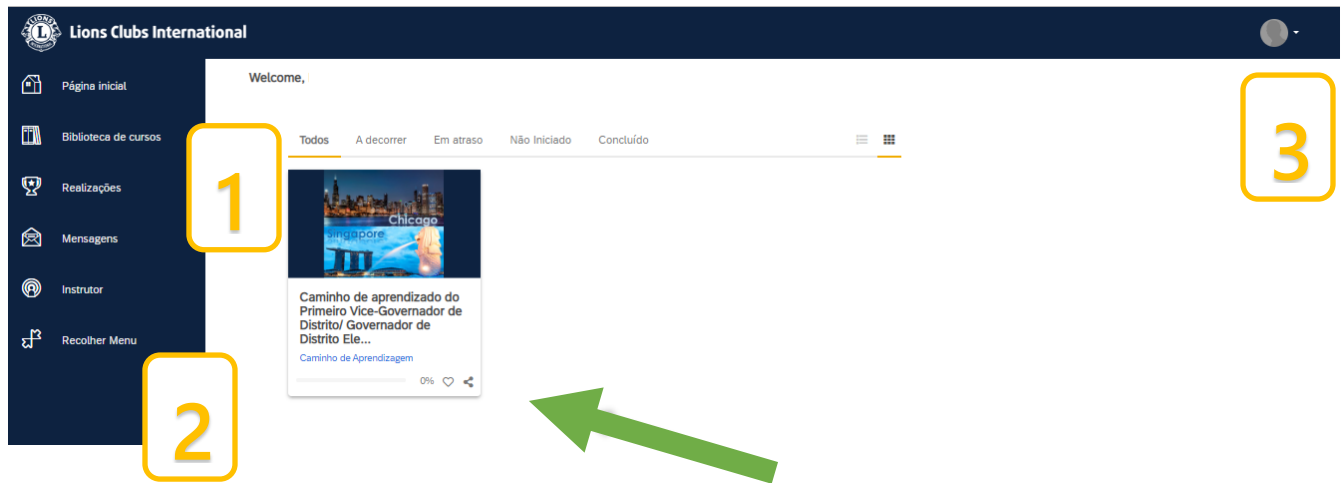 Lions Clubs International
Página inicial
Biblioteca de cursos
Realizações
Mensagens
Instrutor
Recolher Menu
Welcome,
Todos A decorrer Em atraso Não Iniciado Concluído
Chicago
Singapore
Caminho de aprendizado do
Primeiro Vice-Governador de
Distrito/ Governador de
Distrito Ele...
Caminho de Aprendizagem
0%
1
2
3